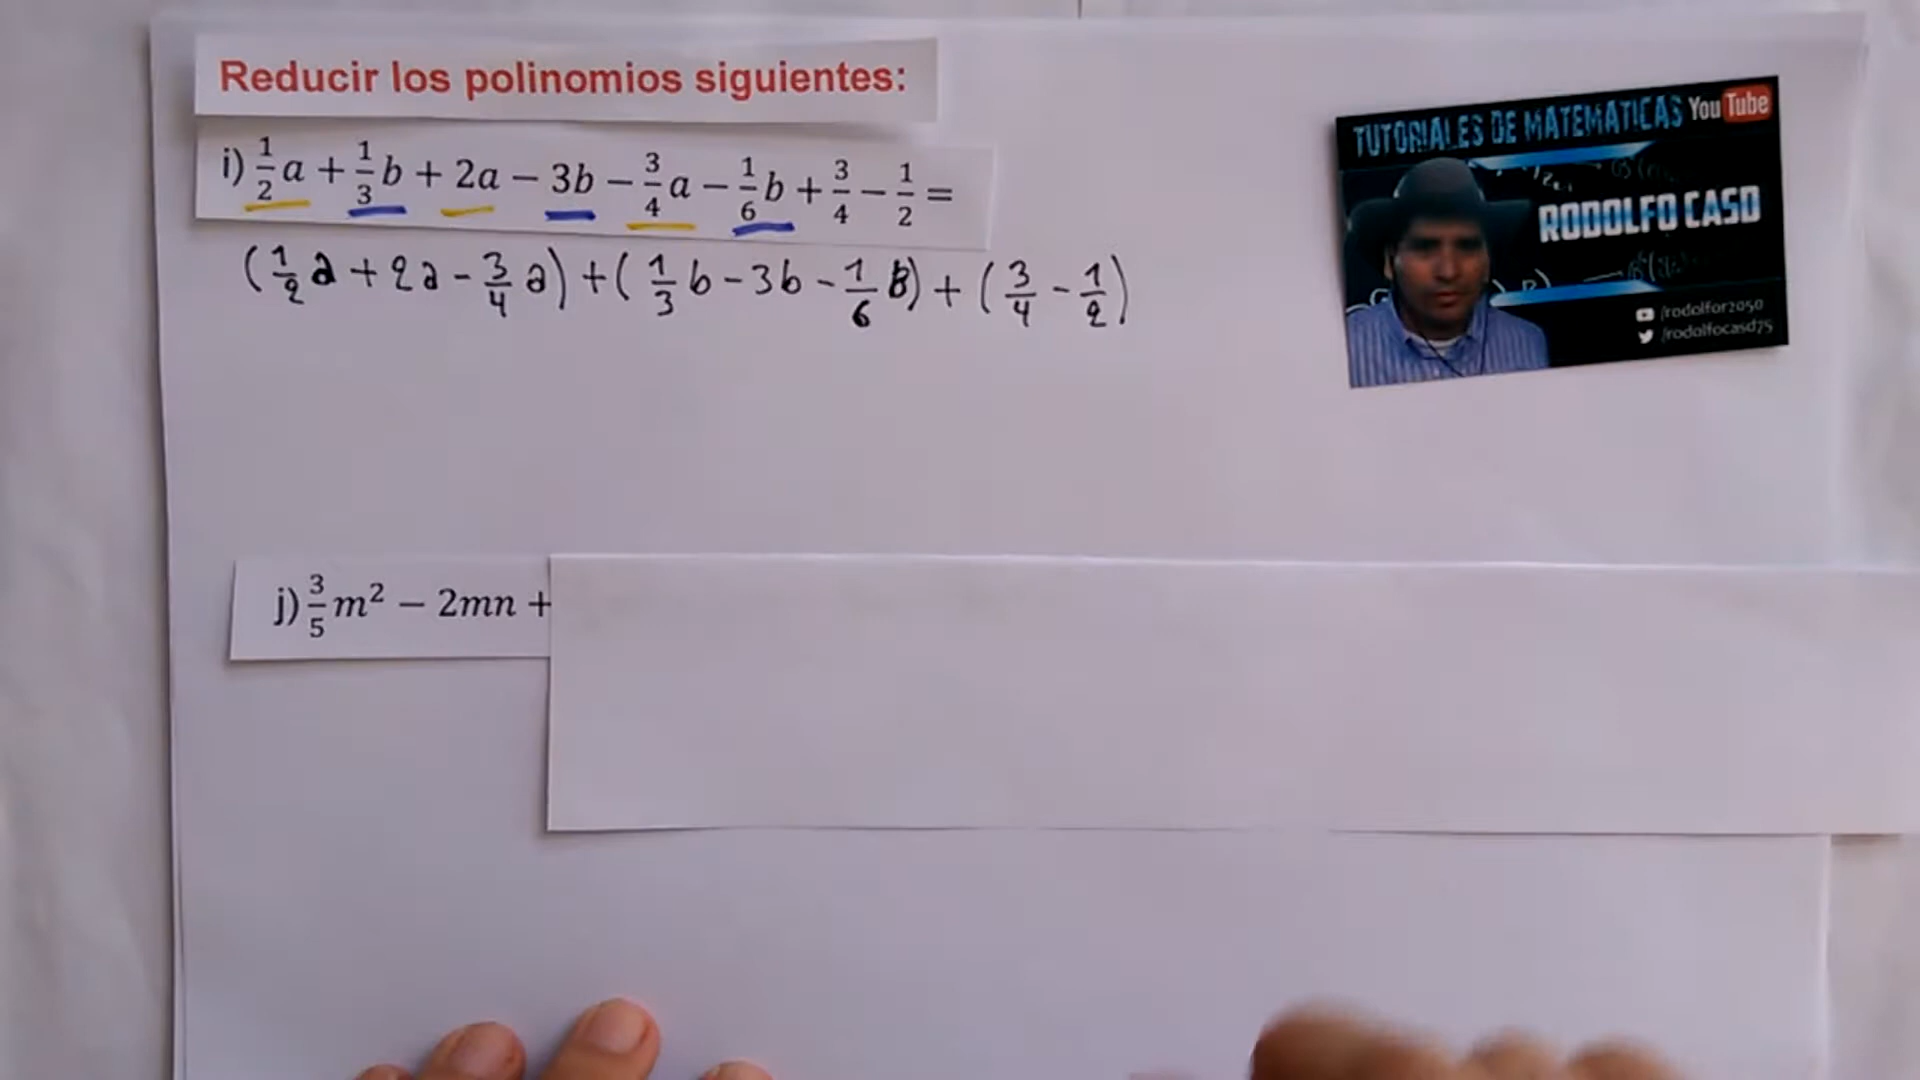 Reducir los polinomios siguientes:
i) 1/2 a + 1/3 b + 2a − 3b − 3/4 a − 1/6 b + 3/4 − 1/2 =
(1/2 a + 2a − 3/4 a) + (1/3 b − 3b − 1/6 b) + (3/4 − 1/2)
TUTORIALES DE MATEMATICAS YouTube
RODOLFO CASD
/rodolfor2050
/rodolfocasd75
j) 3/5 m² − 2mn +